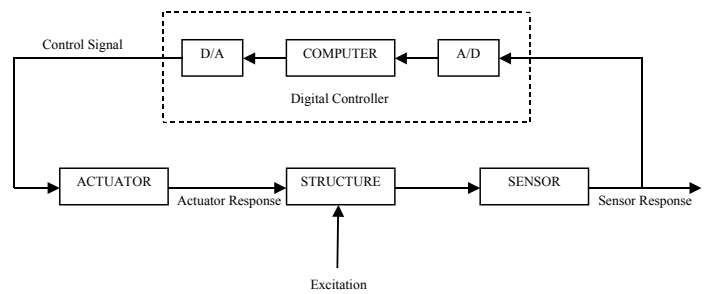 Control Signal
D/A
COMPUTER
A/D
Digital Controller
ACTUATOR
STRUCTURE
SENSOR
Actuator Response
Sensor Response
Excitation